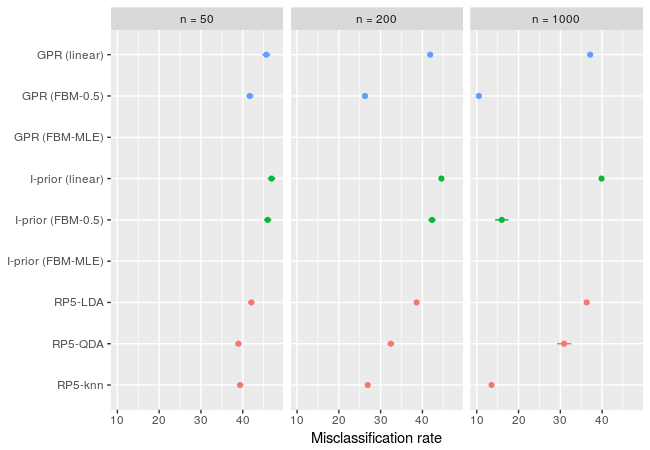 n = 50
n = 200
n = 1000
GPR (linear)
GPR (FBM-0.5)
GPR (FBM-MLE)
I-prior (linear)
I-prior (FBM-0.5)
I-prior (FBM-MLE)
RP5-LDA
RP5-QDA
RP5-knn
10 20 30 40
10 20 30 40
10 20 30 40
Misclassification rate